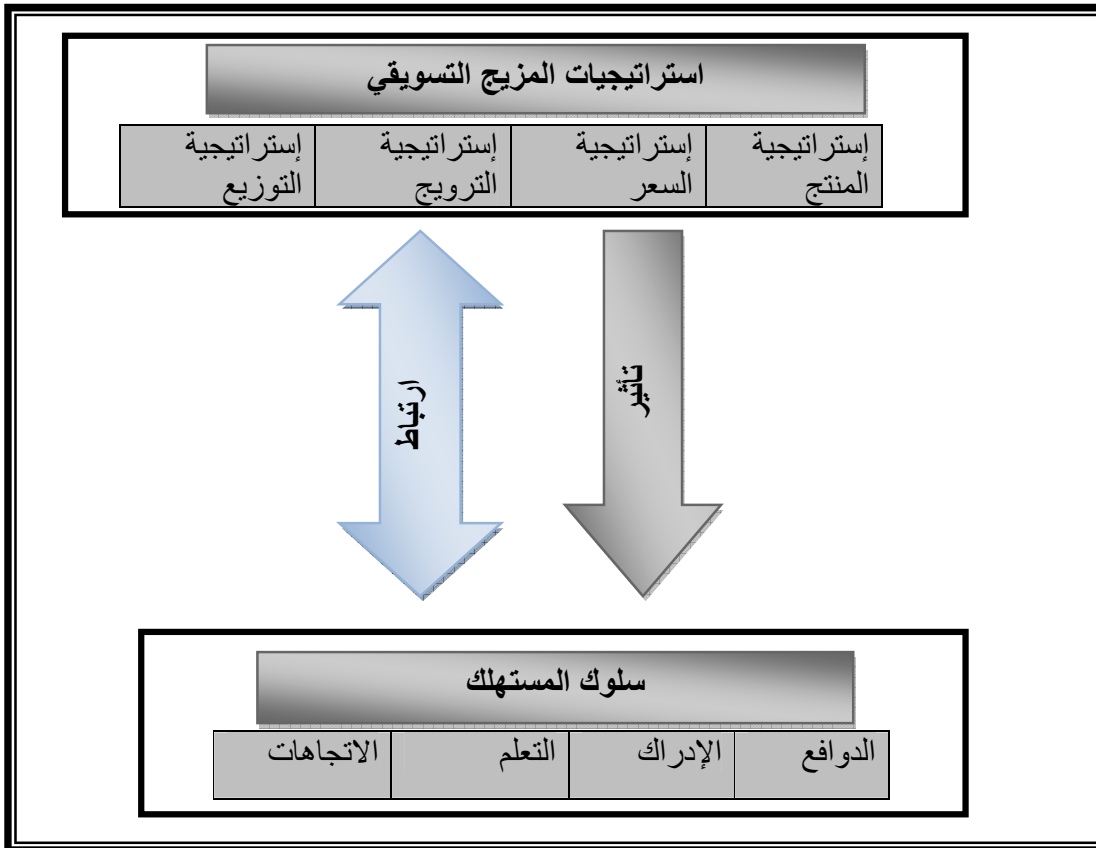 استراتيجيات المزيج التسويقي
إستراتيجية المنتج
إستراتيجية السعر
إستراتيجية الترويج
إستراتيجية التوزيع
تأثير
ارتباط
سلوك المستهلك
الدوافع
الإدراك
التعلم
الاتجاهات